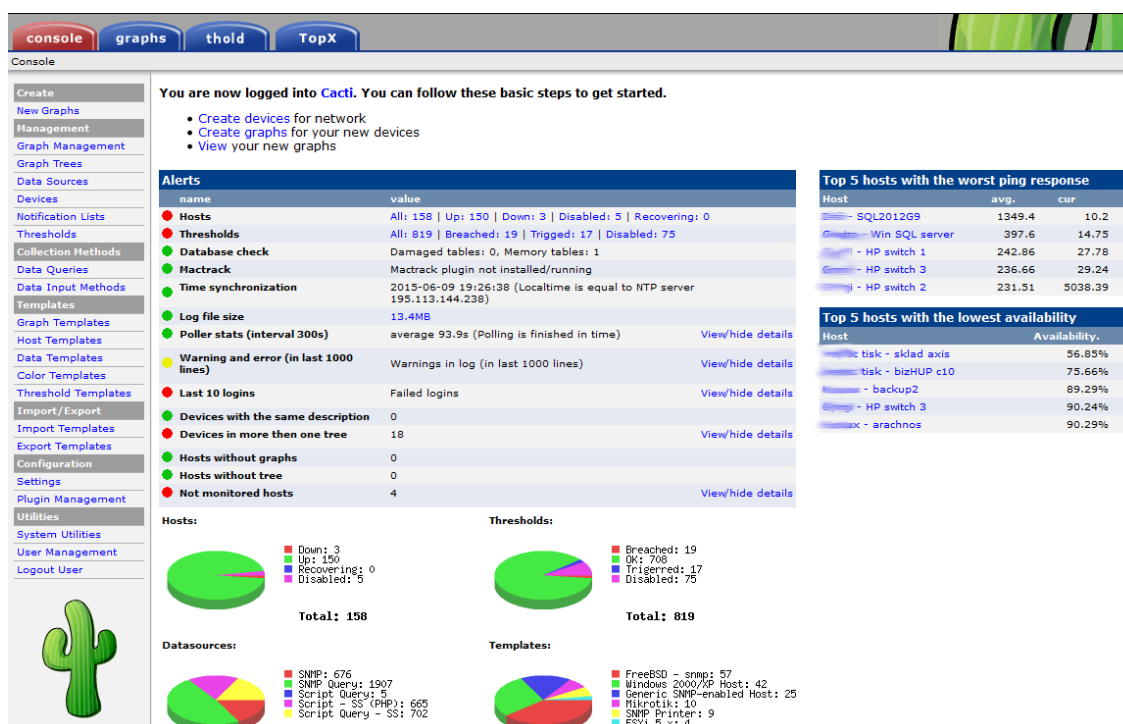 console graphs thold TopX
Console
Create
New Graphs
Management
Graph Management
Graph Trees
Data Sources
Devices
Notification Lists
Thresholds
Collection Methods
Data Queries
Data Input Methods
Templates
Graph Templates
Host Templates
Data Templates
Color Templates
Threshold Templates
Import/Export
Import Templates
Export Templates
Configuration
Settings
Plugin Management
Utilities
System Utilities
User Management
Logout User
You are now logged into Cacti. You can follow these basic steps to get started.
Create devices for network
Create graphs for your new devices
View your new graphs
Alerts
name value
Hosts All: 158 | Up: 150 | Down: 3 | Disabled: 5 | Recovering: 0
Thresholds All: 819 | Breached: 19 | Trigged: 17 | Disabled: 75
Database check Damaged tables: 0, Memory tables: 1
Mactrack Mactrack plugin not installed/running
Time synchronization 2015-06-09 19:26:38 (Localtime is equal to NTP server
195.113.144.238)
Log file size 13.4MB
Poller stats (interval 300s) average 93.9s (Polling is finished in time) View/hide details
Warning and error (in last 1000
lines) Warnings in log (in last 1000 lines) View/hide details
Last 10 logins Failed logins View/hide details
Devices with the same description 0
Devices in more then one tree 18 View/hide details
Hosts without graphs 0
Hosts without tree 0
Not monitored hosts 4 View/hide details
Top 5 hosts with the worst ping response
Host avg. cur
- SQL2012G9 1349.4 10.2
- Win SQL server 397.6 14.75
- HP switch 1 242.86 27.78
- HP switch 3 236.66 29.24
- HP switch 2 231.51 5038.39
Top 5 hosts with the lowest availability
Host Availability.
tisk - sklad axis 56.85%
tisk - bizHUP c10 75.66%
- backup2 89.29%
- HP switch 3 90.24%
- arachnos 90.29%
Hosts:
Down: 3
Up: 150
Recovering: 0
Disabled: 5
Total: 158
Thresholds:
Breached: 19
OK: 708
Trigerred: 17
Disabled: 75
Total: 819
Datasources:
SNMP: 676
SNMP Query: 1907
Script Query: 5
Script - SS (PHP): 665
Script Query - SS: 702
Templates:
FreeBSD - snmp: 57
Windows 2000/XP Host: 42
Generic SNMP-enabled Host: 25
Mikrotik: 10
SNMP Printer: 9
ESXi 5.x: 4